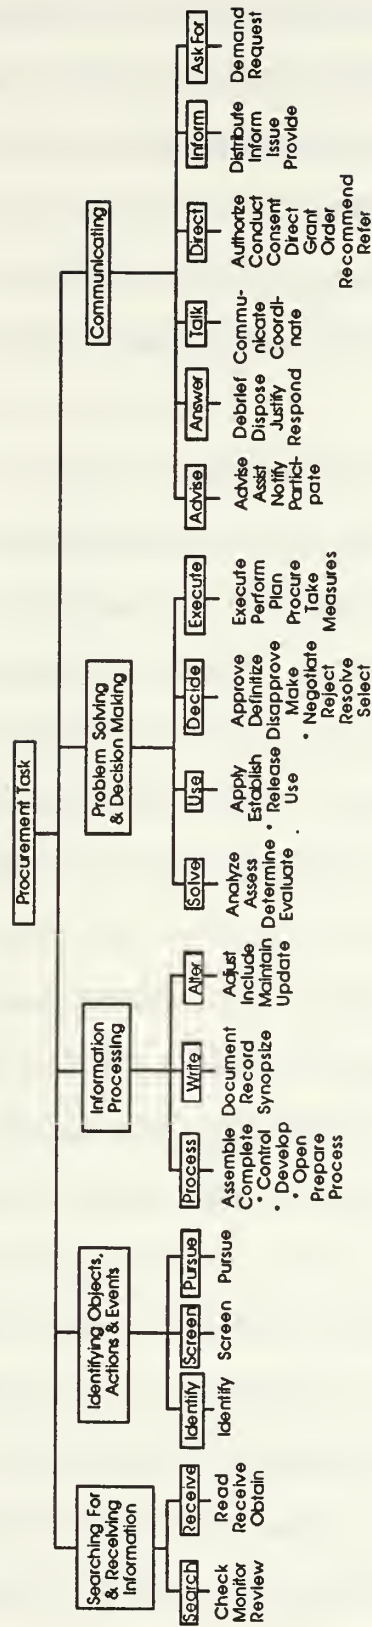 Procurement Task
Searching For
& Receiving
Information
Identifying Objects,
Actions & Events
Information
Processing
Problem Solving
& Decision Making
Communicating
Search
Check
Monitor
Review
Receive
Read
Receive
Obtain
Identify
Identify
Screen
Screen
Pursue
Pursue
Process
Assemble
Complete
* Control
* Develop
* Open
Prepare
Process
Write
Document
Record
Synopsize
Alter
Adjust
Include
Maintain
Update
Solve
Analyze
Assess
Determine
Evaluate
Use
Apply
Establish
* Release
Use
Decide
Approve
Definitize
Disapprove
Make
* Negotiate
Reject
Resolve
Select
Execute
Execute
Perform
Plan
Procure
Take
Measures
Advise
Advise
Assist
Notify
Partici-
pate
Answer
Debrief
Dispose
Justify
Respond
Talk
Commu-
nicate
Coordi-
nate
Direct
Authorize
Conduct
Consent
Direct
Grant
Order
Recommend
Refer
Inform
Distribute
Inform
Issue
Provide
Ask For
Demand
Request